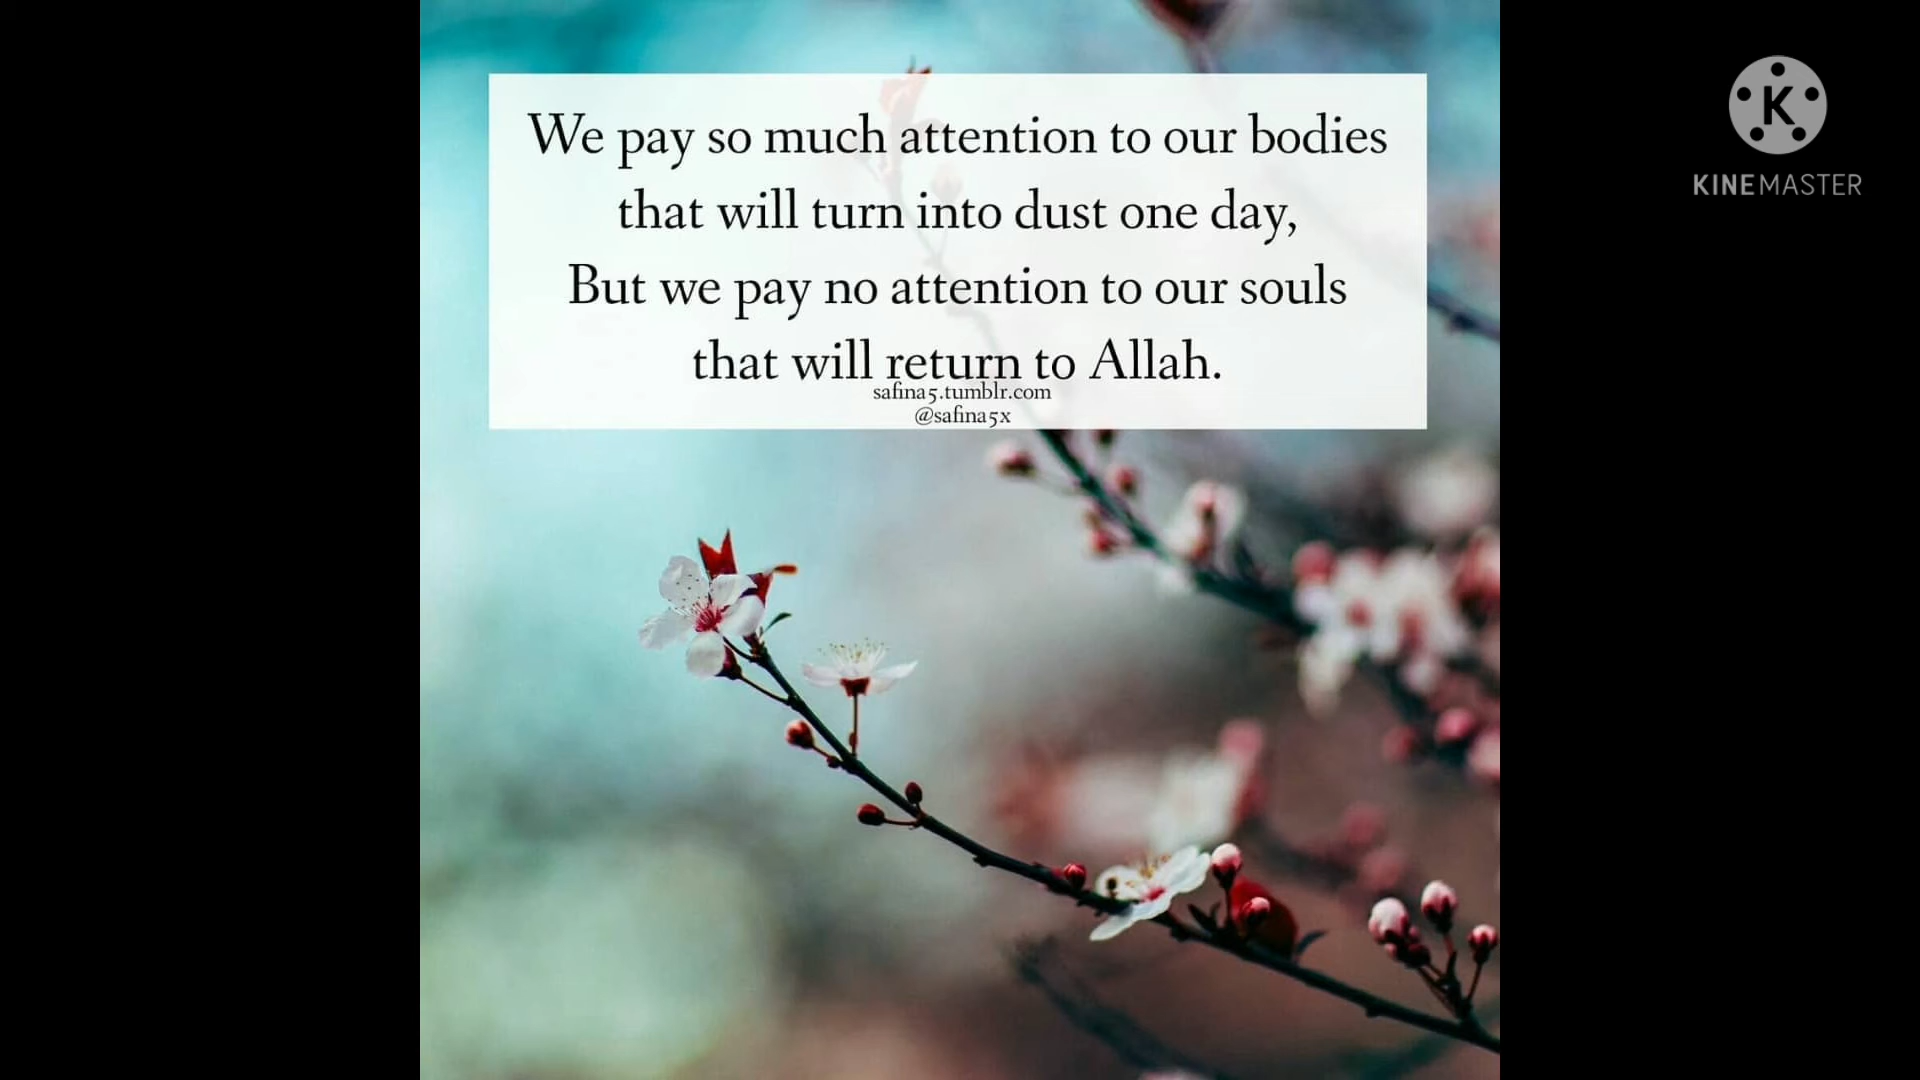 We pay so much attention to our bodies
that will turn into dust one day,
But we pay no attention to our souls
that will return to Allah.
safina5.tumblr.com
@safina5x
K
KINEMASTER